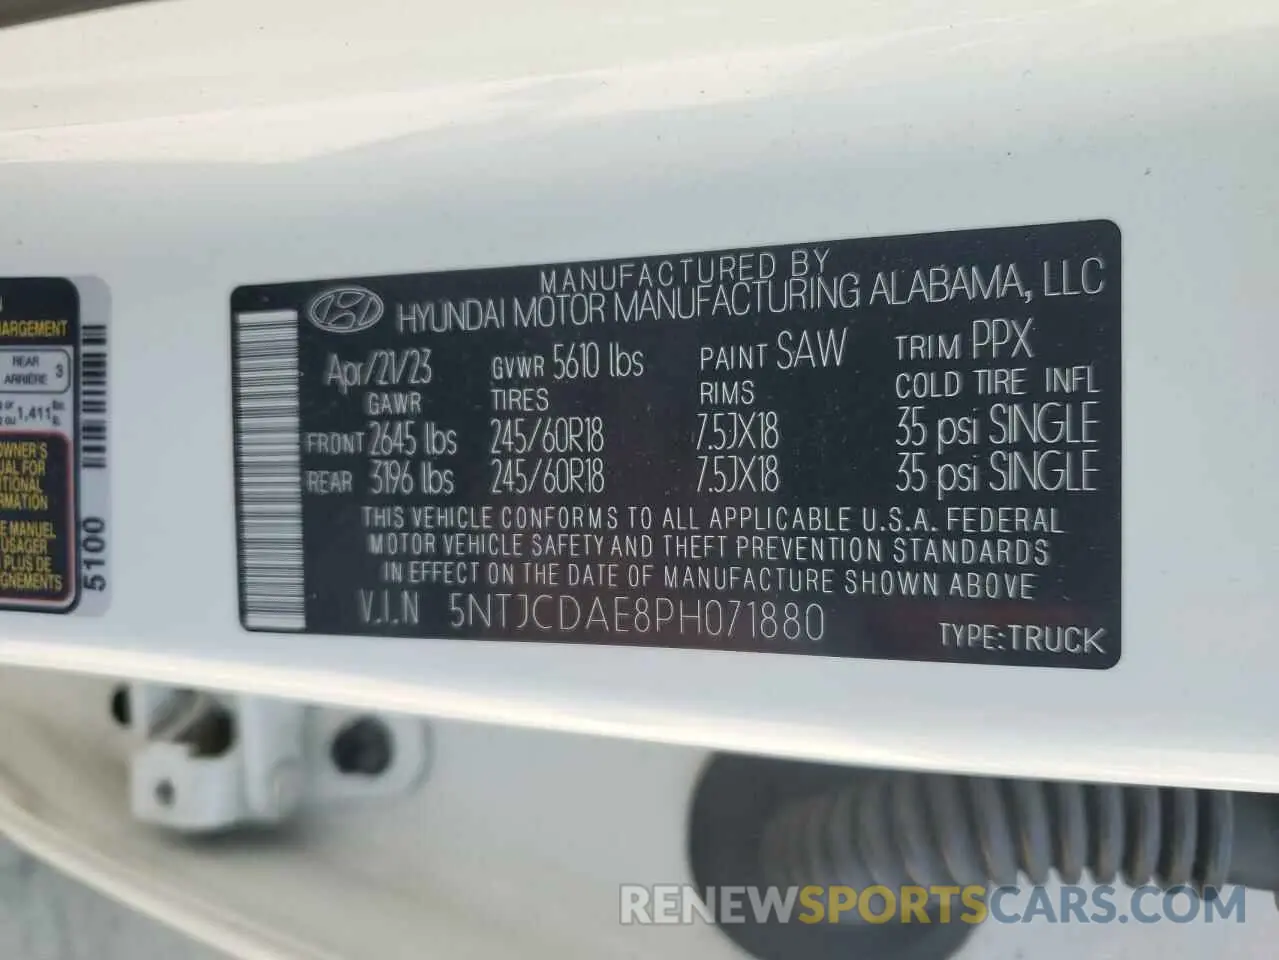 MANUFACTURED BY
HYUNDAI MOTOR MANUFACTURING ALABAMA, LLC
Apr/21/23 GVWR 5610 lbs PAINT SAW TRIM PPX
GAWR TIRES RIMS COLD TIRE INFL
FRONT 2645 lbs 245/60R18 7.5JX18 35 psi SINGLE
REAR 3196 lbs 245/60R18 7.5JX18 35 psi SINGLE
THIS VEHICLE CONFORMS TO ALL APPLICABLE U.S.A. FEDERAL
MOTOR VEHICLE SAFETY AND THEFT PREVENTION STANDARDS
IN EFFECT ON THE DATE OF MANUFACTURE SHOWN ABOVE
V.I.N 5NTJCDAE8PH071880
TYPE:TRUCK
REAR
ARRIÈRE 3
1,411
5100
RENEWSPORTSCARS.COM